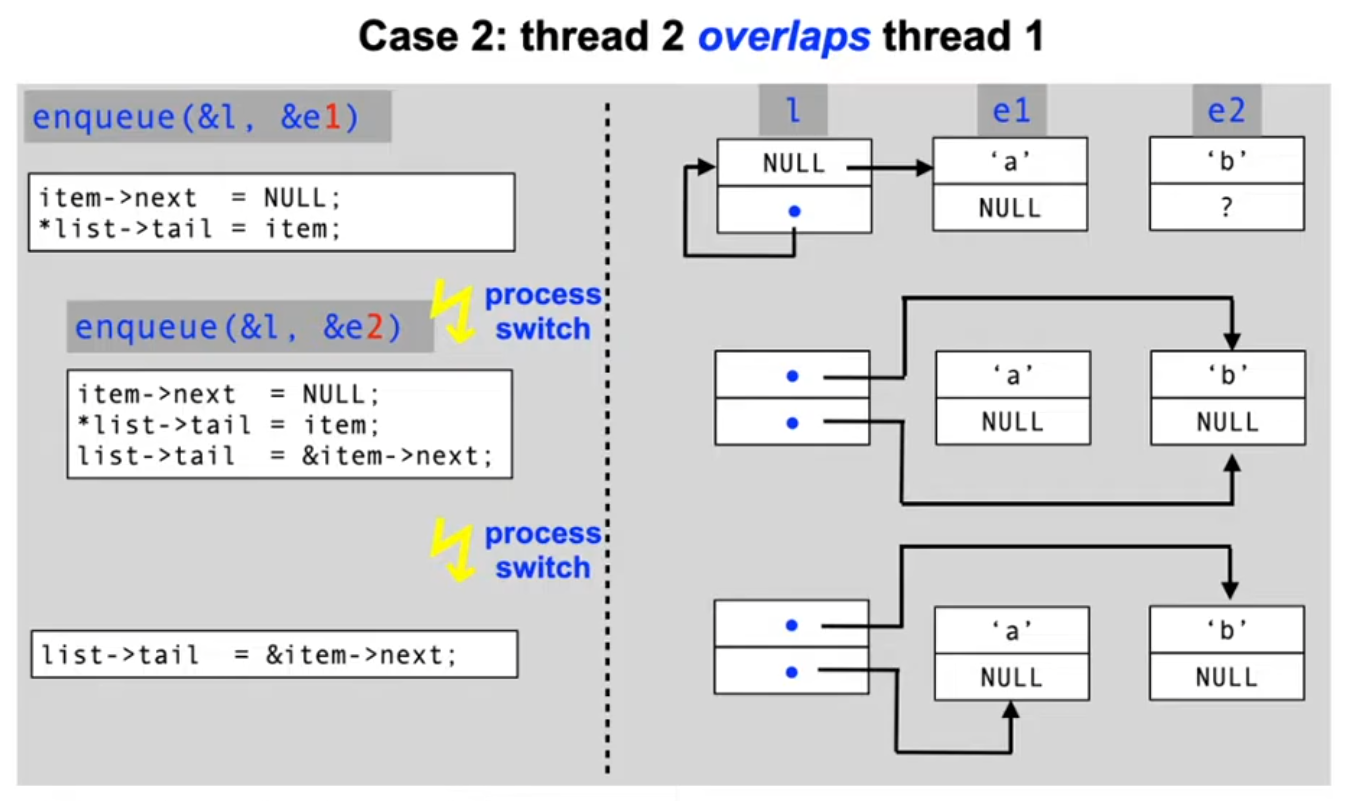 Case 2: thread 2 overlaps thread 1
enqueue(&l, &e1)
item->next  = NULL;
*list->tail = item;
process
switch
enqueue(&l, &e2)
item->next  = NULL;
*list->tail = item;
list->tail  = &item->next;
process
switch
list->tail  = &item->next;
l e1 e2
NULL ‘a’ ‘b’
NULL ?
‘a’ ‘b’
NULL NULL
‘a’ ‘b’
NULL NULL